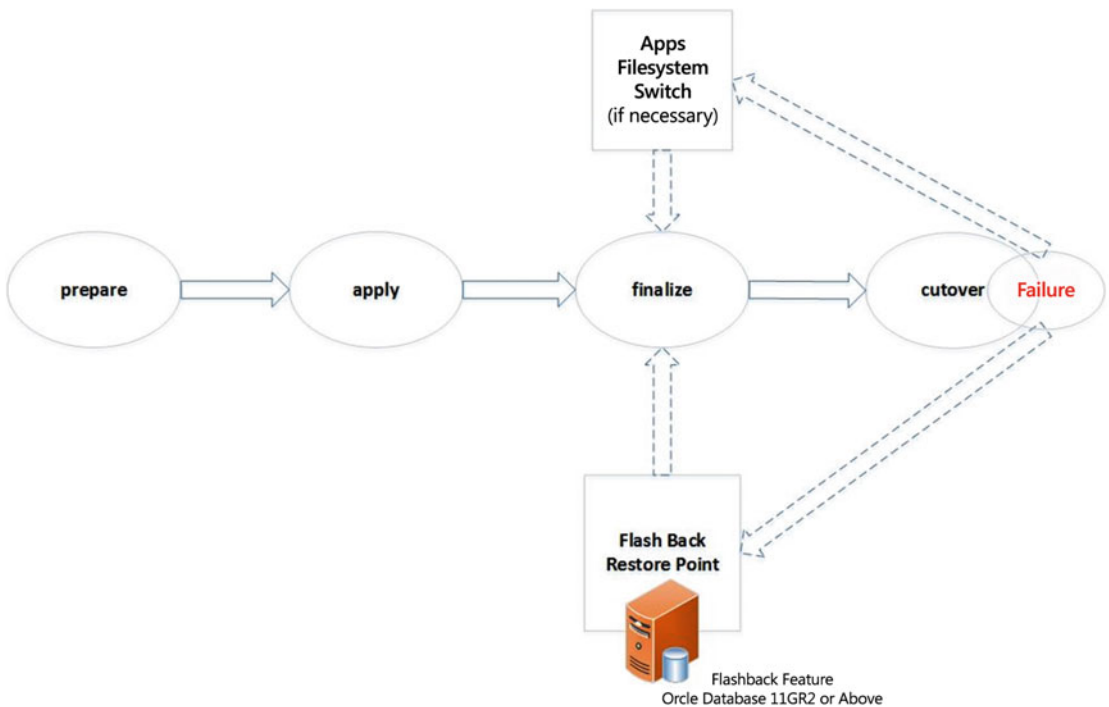 Apps
Filesystem
Switch
(if necessary)
prepare
apply
finalize
cutover
Failure
Flash Back
Restore Point
Flashback Feature
Orcle Database 11GR2 or Above